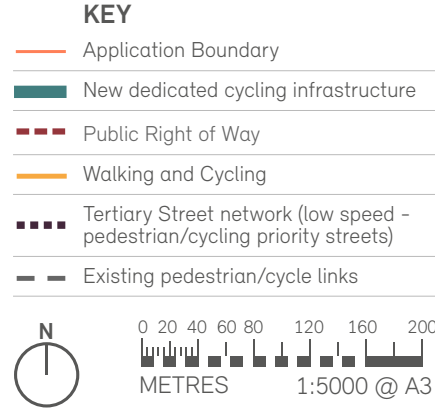 KEY
Application Boundary
New dedicated cycling infrastructure
Public Right of Way
Walking and Cycling
Tertiary Street network (low speed -
pedestrian/cycling priority streets)
Existing pedestrian/cycle links
N
0 20 40 60 80 120 160 200
METRES 1:5000 @ A3